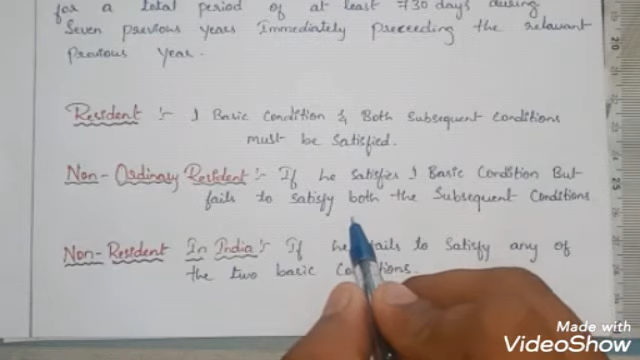 for a total period of at least 730 days during
Seven previous years Immediately preceeding the relavant
Previous Year.
Resident :- 1 Basic Condition & Both Subsequent Conditions
must be Satisfied.
Non-Ordinary Resident :- If he satisfies 1 Basic Condition But
fails to satisfy both the Subsequent Conditions
Non-Resident In India :- If he fails to Satisfy any of
the two basic Conditions.
Made with
VideoShow